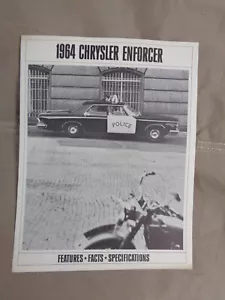 1964 CHRYSLER ENFORCER
POLICE
FEATURES • FACTS • SPECIFICATIONS